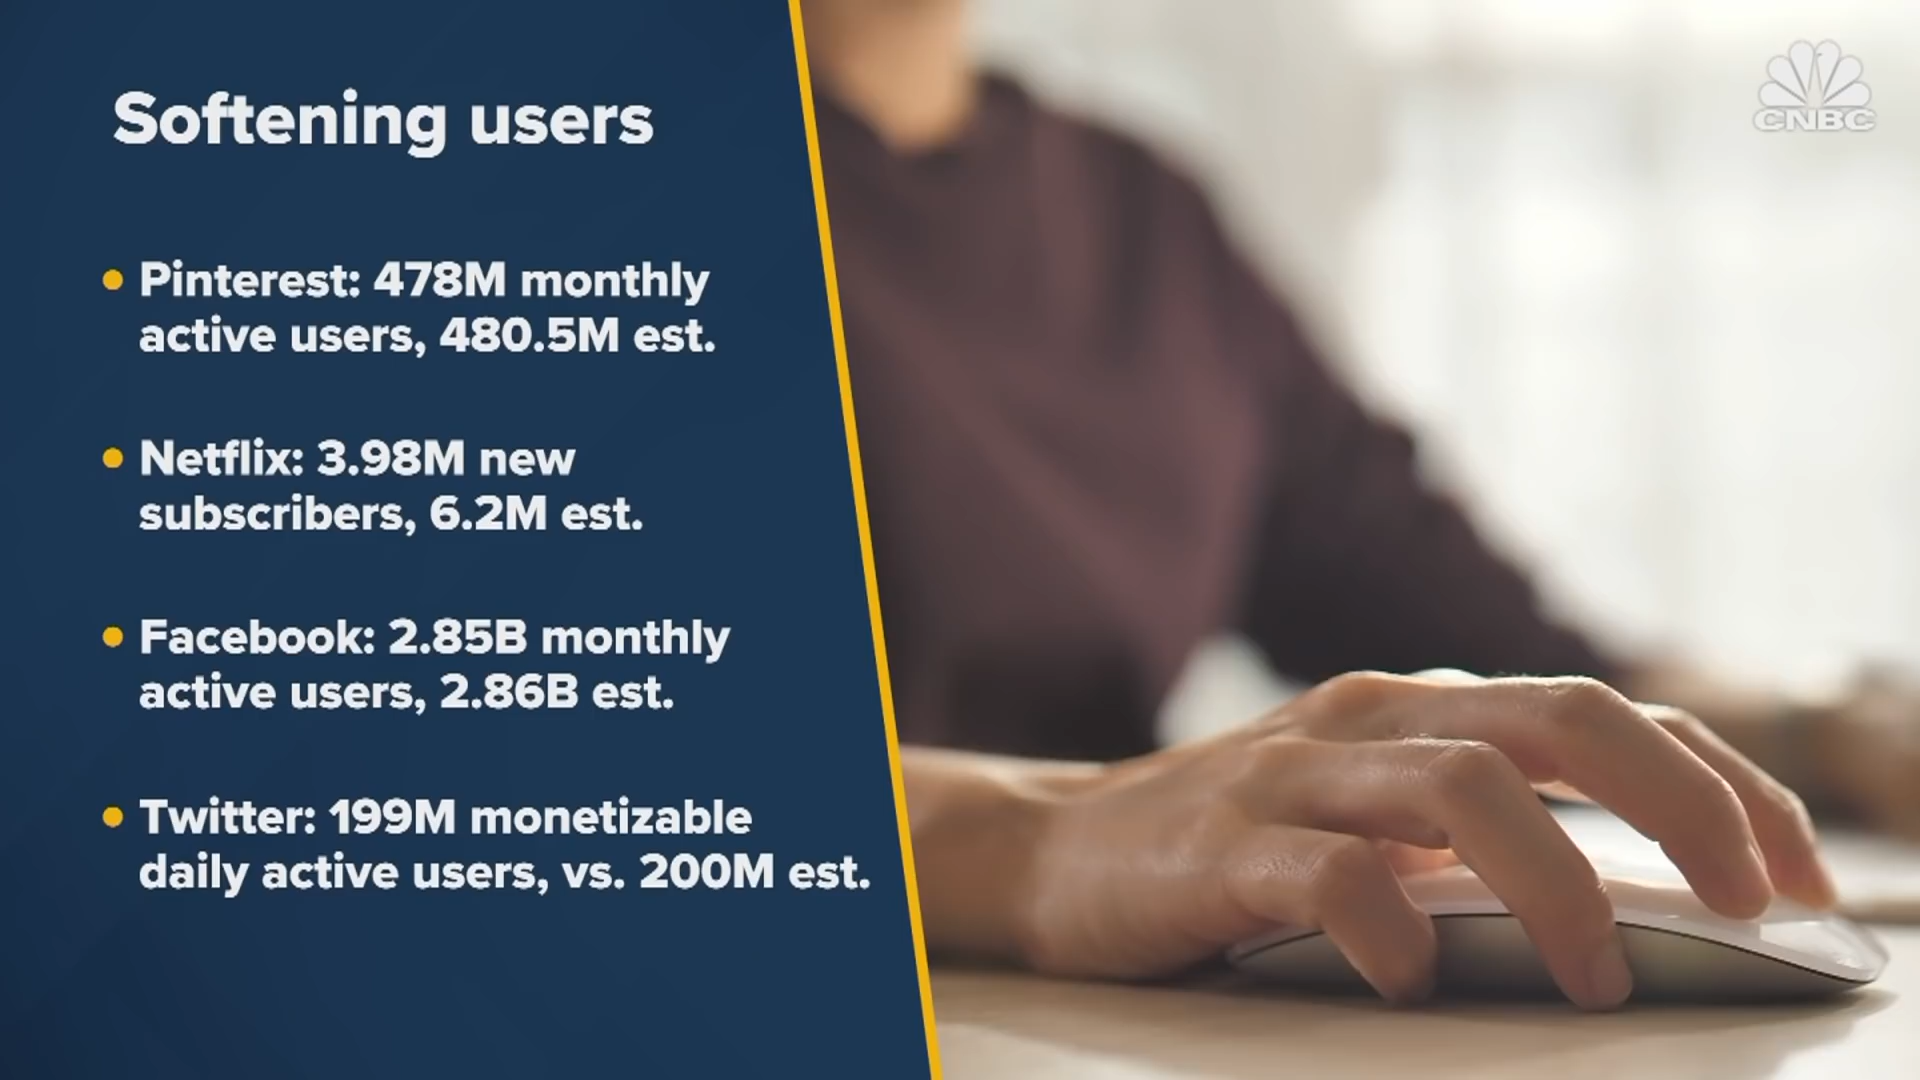 Softening users
CNBC
Pinterest: 478M monthly
active users, 480.5M est.
Netflix: 3.98M new
subscribers, 6.2M est.
Facebook: 2.85B monthly
active users, 2.86B est.
Twitter: 199M monetizable
daily active users, vs. 200M est.